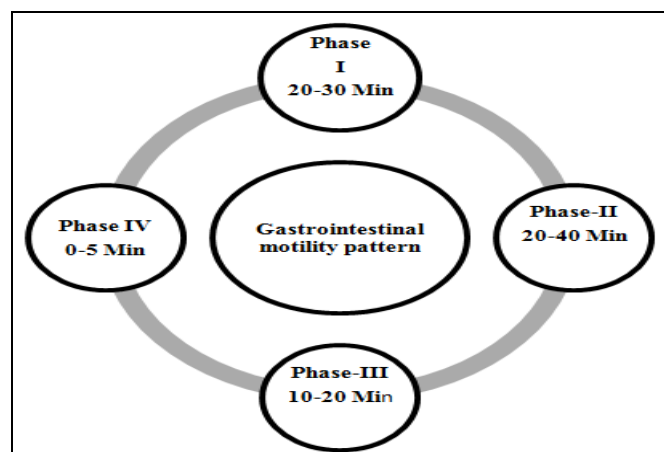 Phase
I
20-30 Min
Phase-II
20-40 Min
Phase-III
10-20 Min
Phase IV
0-5 Min
Gastrointestinal
motility pattern